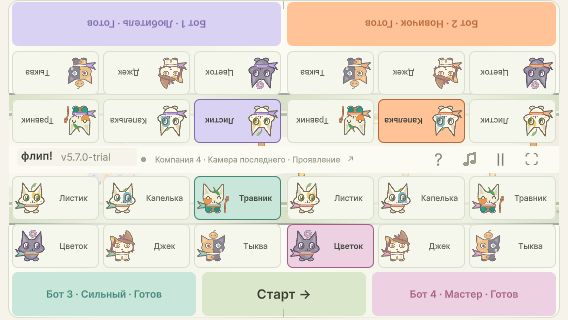 Бот 1 · Любитель · Готов
Бот 2 · Новичок · Готов
Тыква Джек Цветок Тыква Джек Цветок
Травник Капелька Листик Травник Капелька Листик
флип! v5.7.0-trial Компания 4 · Камера последнего · Проявление ↗ ?
Листик Капелька Травник Листик Капелька Травник
Цветок Джек Тыква Цветок Джек Тыква
Бот 3 · Сильный · Готов Старт → Бот 4 · Мастер · Готов